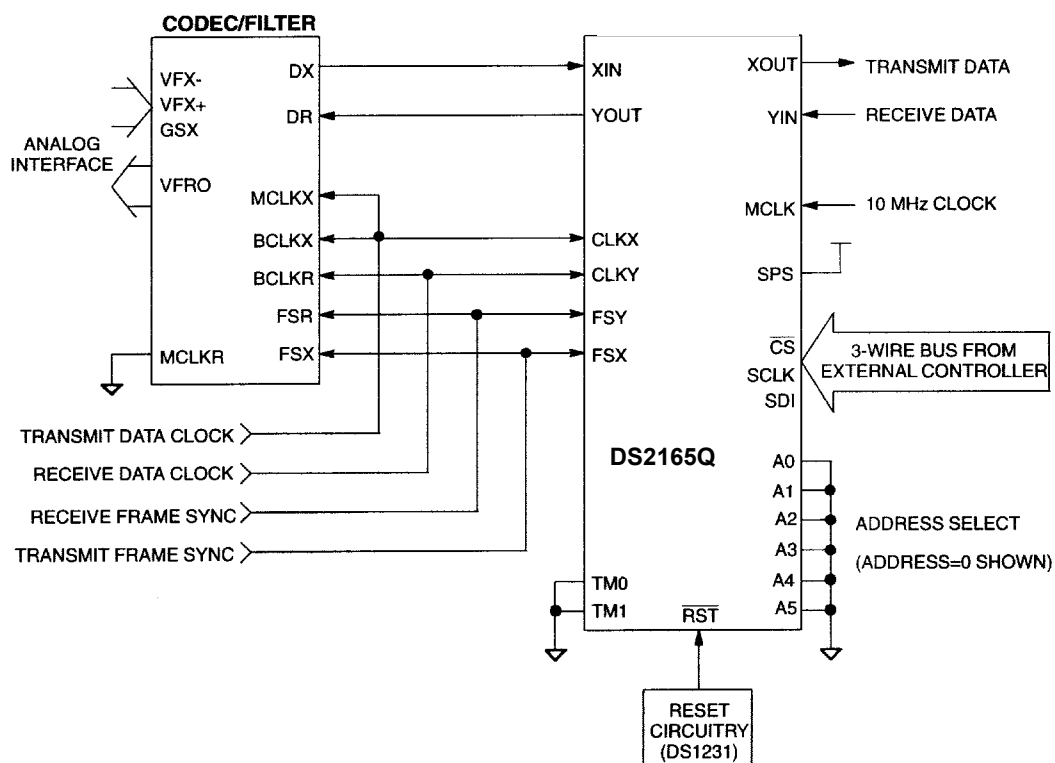 CODEC/FILTER
VFX-
VFX+
GSX
ANALOG
INTERFACE
VFRO
MCLKR
DX
DR
MCLKX
BCLKX
BCLKR
FSR
FSX
TRANSMIT DATA CLOCK
RECEIVE DATA CLOCK
RECEIVE FRAME SYNC
TRANSMIT FRAME SYNC
XIN
YOUT
CLKX
CLKY
FSY
FSX
DS2165Q
TM0
TM1
RST
XOUT
YIN
MCLK
SPS
CS
SCLK
SDI
A0
A1
A2
A3
A4
A5
TRANSMIT DATA
RECEIVE DATA
10 MHz CLOCK
3-WIRE BUS FROM
EXTERNAL CONTROLLER
ADDRESS SELECT
(ADDRESS=0 SHOWN)
RESET
CIRCUITRY
(DS1231)